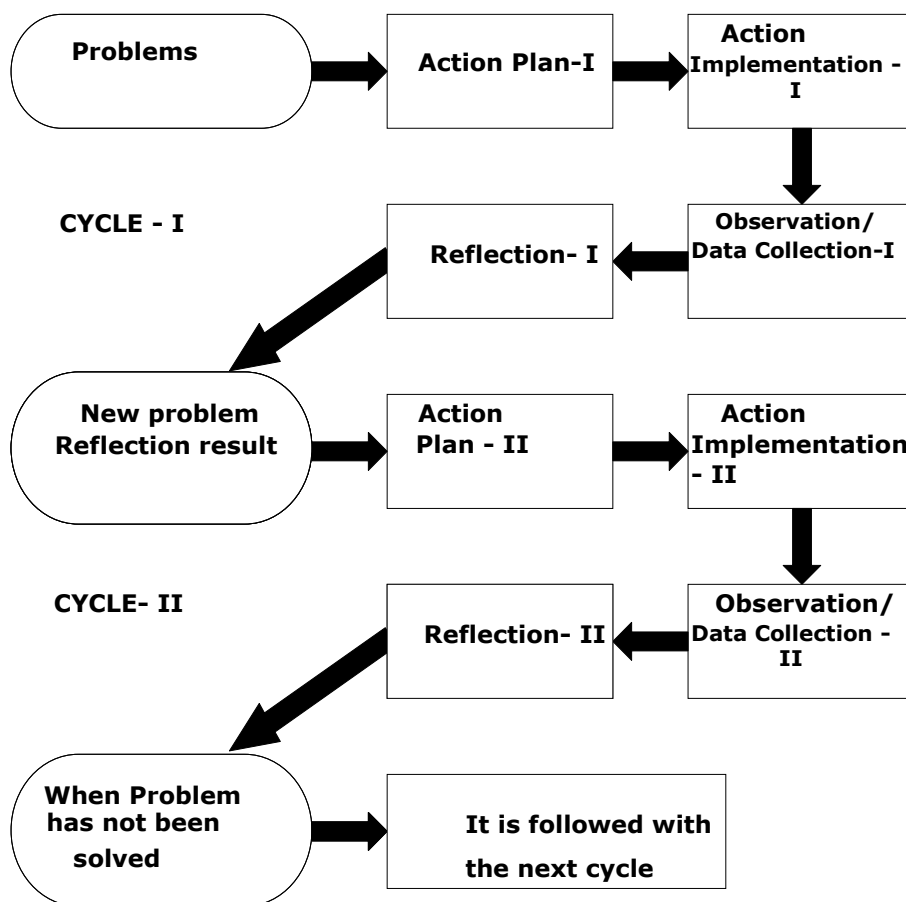 Problems
Action Plan-I
Action
Implementation -
I
CYCLE - I
Reflection- I
Observation/
Data Collection-I
New problem
Reflection result
Action
Plan - II
Action
Implementation
- II
CYCLE- II
Reflection- II
Observation/
Data Collection -
II
When Problem
has not been
solved
It is followed with
the next cycle